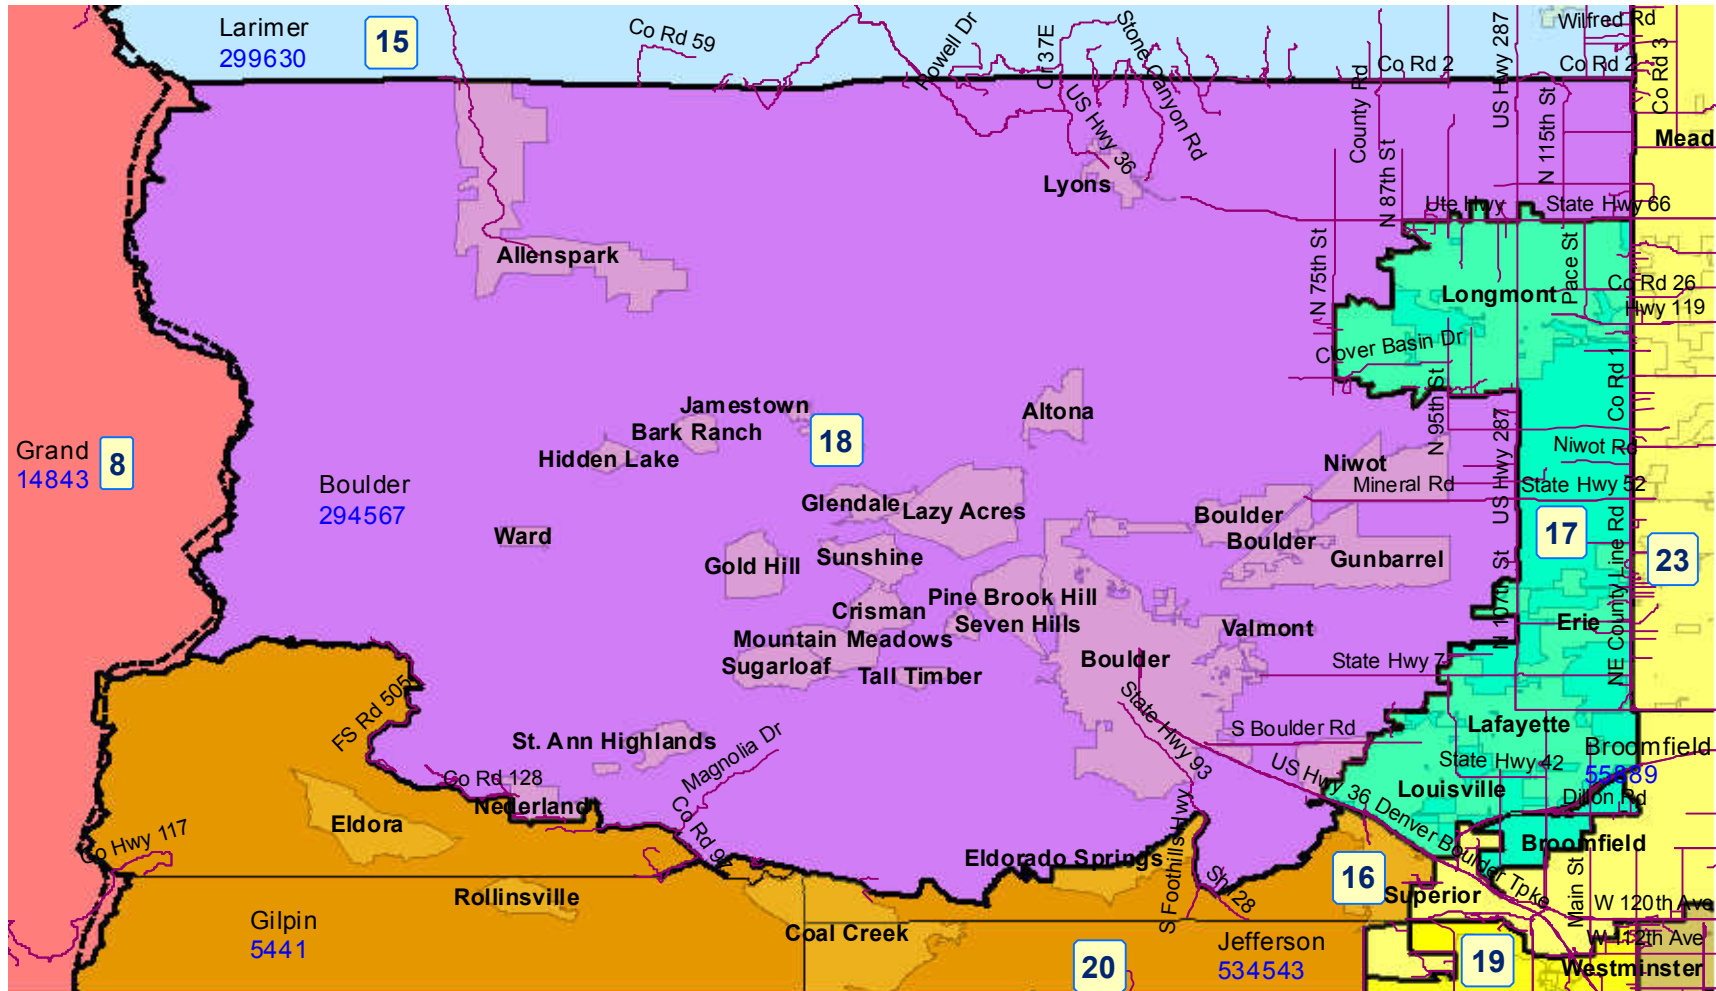 Larimer
299630
15
Co Rd 59
Powell Dr
Cr 37E
Stone Canyon Rd
US Hwy 36
County Rd
Co Rd 2
US Hwy 287
Wilfred Rd
Co Rd 2
Co Rd 3
Mead
N 115th St
N 87th St
Lyons
Ute Hwy
State Hwy 66
Allenspark
N 75th St
Pace St
Longmont
Co Rd 26
Hwy 119
Clover Basin Dr
Co Rd 1
N 95th St
Jamestown
Bark Ranch
Hidden Lake
18
Altona
US Hwy 287
Niwot Rd
Grand
14843
8
Boulder
294567
Niwot
Mineral Rd
State Hwy 52
Glendale
Lazy Acres
Ward
Boulder
Boulder
17
Gunbarrel
23
Gold Hill
Sunshine
N 107th St
NE County Line Rd
Pine Brook Hill
Crisman
Seven Hills
Valmont
Erie
Mountain Meadows
Sugarloaf
Tall Timber
Boulder
State Hwy 7
FS Rd 505
State Hwy 93
S Boulder Rd
Lafayette
St. Ann Highlands
Magnolia Dr
Broomfield
55889
State Hwy 42
US Hwy 36
Louisville
Dillon Rd
Co Rd 128
Nederland
Eldora
Co Hwy 117
Co Rd 97
S Foothills Hwy
Denver Boulder Tpke
Broomfield
Eldorado Springs
Sh 128
16
Superior
Main St
W 120th Ave
Rollinsville
Gilpin
5441
Coal Creek
Jefferson
534543
20
19
W 112th Ave
Westminster